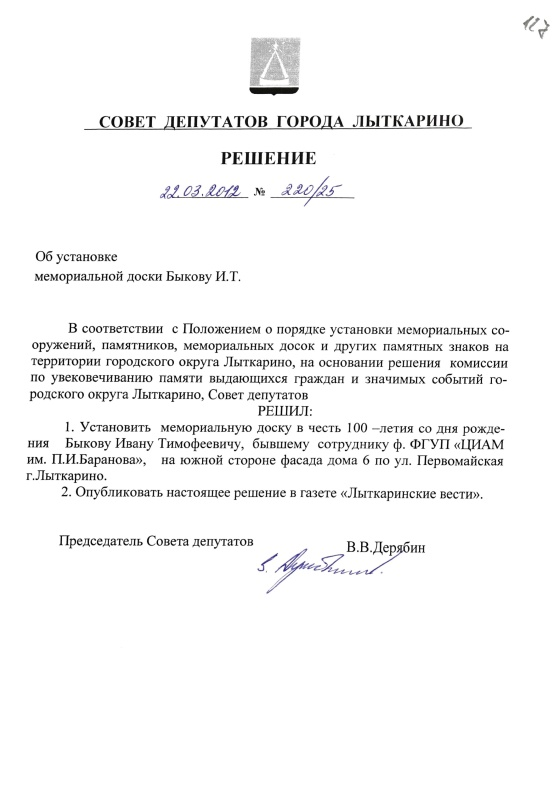 117
СОВЕТ ДЕПУТАТОВ ГОРОДА ЛЫТКАРИНО
РЕШЕНИЕ
22.03.2012 № 220/25
Об установке
мемориальной доски Быкову И.Т.
В соответствии с Положением о порядке установки мемориальных со-
оружений, памятников, мемориальных досок и других памятных знаков на
территории городского округа Лыткарино, на основании решения комиссии
по увековечиванию памяти выдающихся граждан и значимых событий го-
родского округа Лыткарино, Совет депутатов
РЕШИЛ:
1. Установить мемориальную доску в честь 100 –летия со дня рожде-
ния Быкову Ивану Тимофеевичу, бывшему сотруднику ф. ФГУП «ЦИАМ
им. П.И.Баранова», на южной стороне фасада дома 6 по ул. Первомайская
г.Лыткарино.
2. Опубликовать настоящее решение в газете «Лыткаринские вести».
Председатель Совета депутатов
В.В.Дерябин